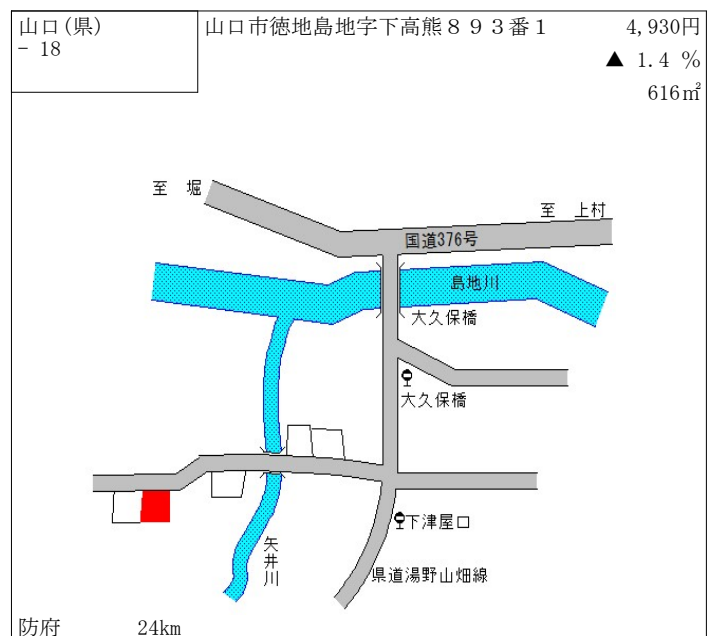 山口(県)
- 18
山口市徳地島地字下高熊８９３番１
4,930円
▲ 1.4 %
616㎡
至 堀
至 上村
国道376号
島地川
大久保橋
大久保橋
下津屋口
矢井川
県道湯野山畑線
防府 24km